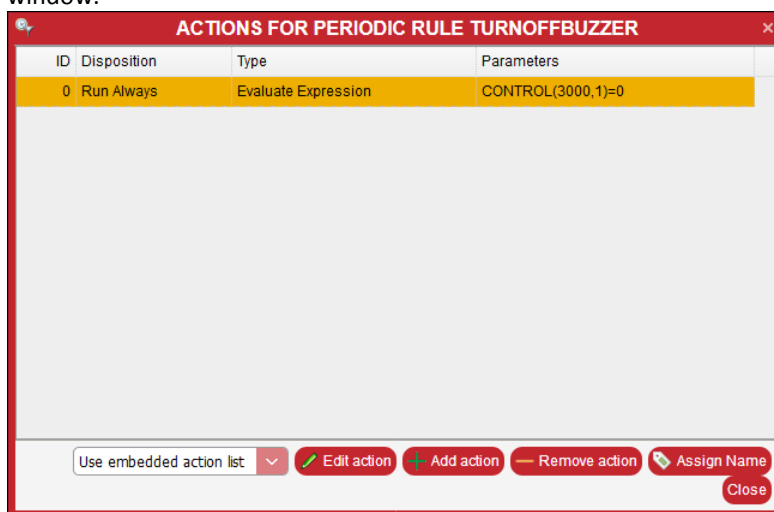 window.
ACTIONS FOR PERIODIC RULE TURNOFFBUZZER
ID Disposition Type Parameters
0 Run Always Evaluate Expression CONTROL(3000,1)=0
Use embedded action list Edit action Add action Remove action Assign Name
Close